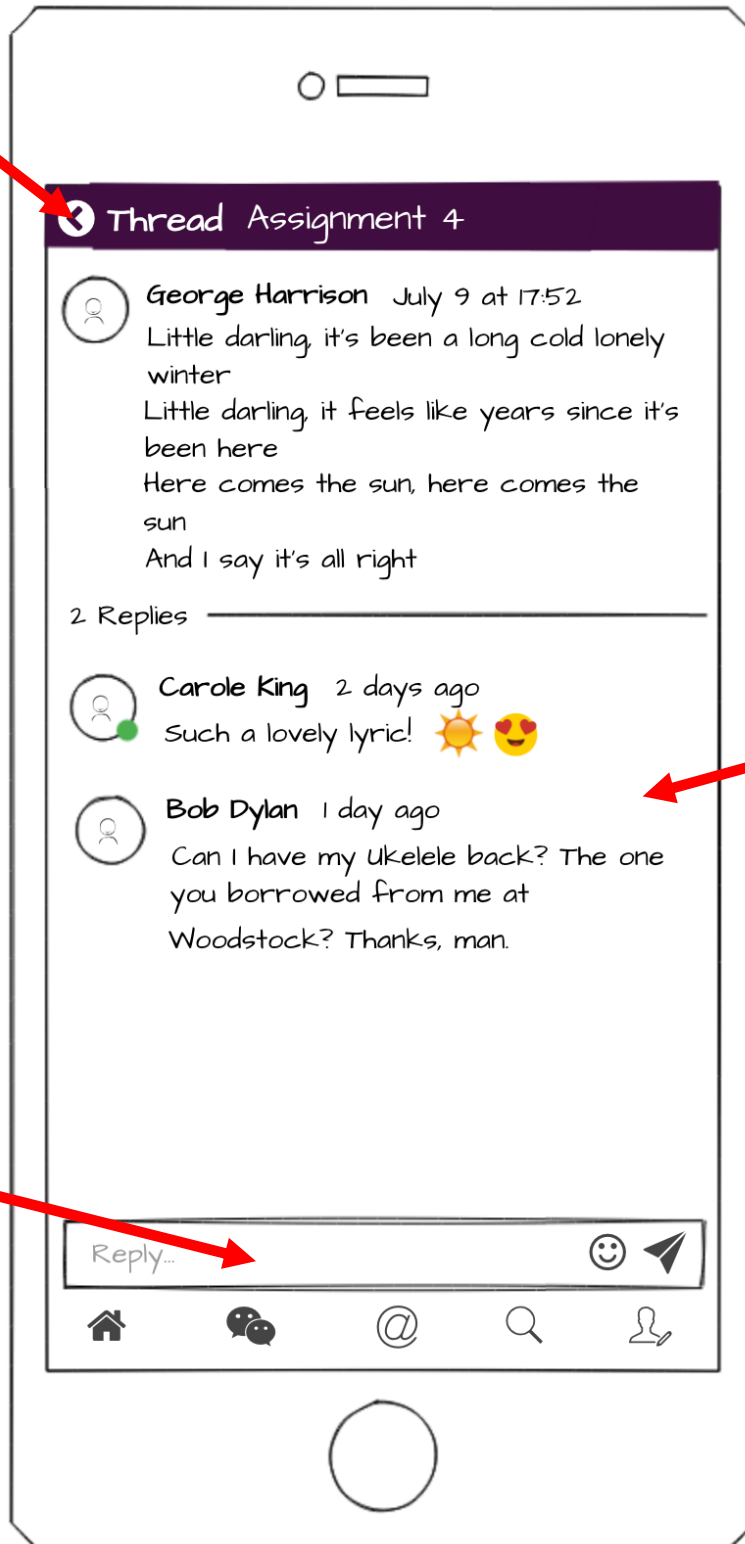 Thread Assignment 4
George Harrison July 9 at 17:52
Little darling, it's been a long cold lonely
winter
Little darling, it feels like years since it's
been here
Here comes the sun, here comes the
sun
And I say it's all right
2 Replies
Carole King 2 days ago
Such a lovely lyric! ☀️ 😍
Bob Dylan 1 day ago
Can I have my Ukelele back? The one
you borrowed from me at
Woodstock? Thanks, man.
Reply...
@